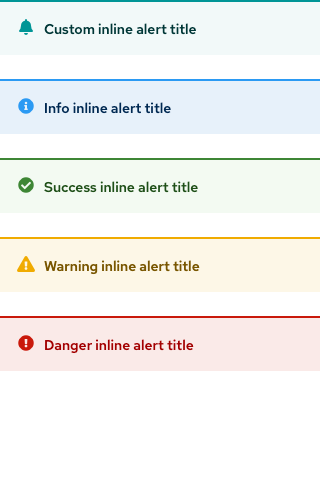 Custom inline alert title
Info inline alert title
Success inline alert title
Warning inline alert title
Danger inline alert title